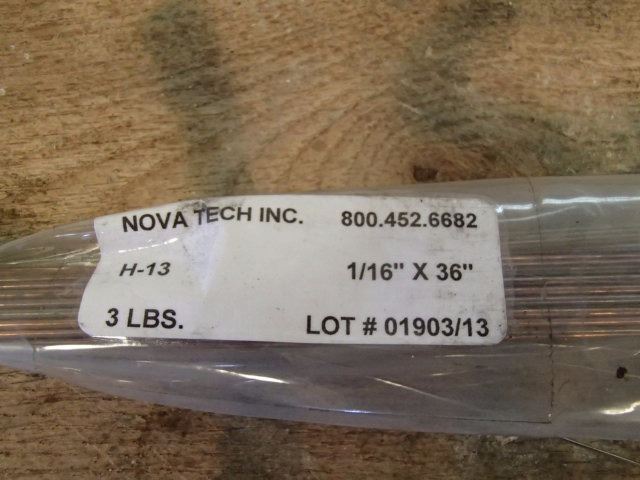 NOVA TECH INC. 800.452.6682
H-13 1/16" X 36"
3 LBS. LOT # 01903/13